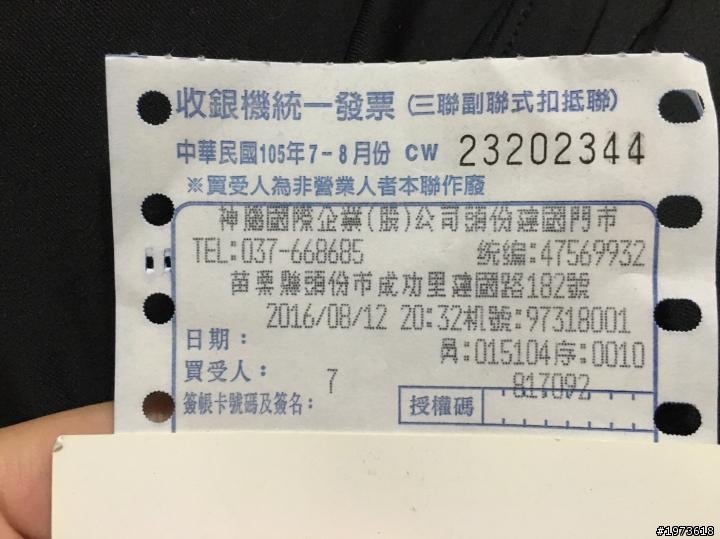 收銀機統一發票(三聯副聯式扣抵聯)
中華民國105年7-8月份 CW 23202344
※買受人為非營業人者本聯作廢
神腦國際企業(股)公司頭份建國門市
TEL:037-668685 统編:47569932
苗栗縣頭份市成功里建國路182號
2016/08/12 20:32机號:97318001
日期：
員:015104序:0010
買受人： 7 817092
簽帳卡號碼及簽名： 授權碼
#1973618